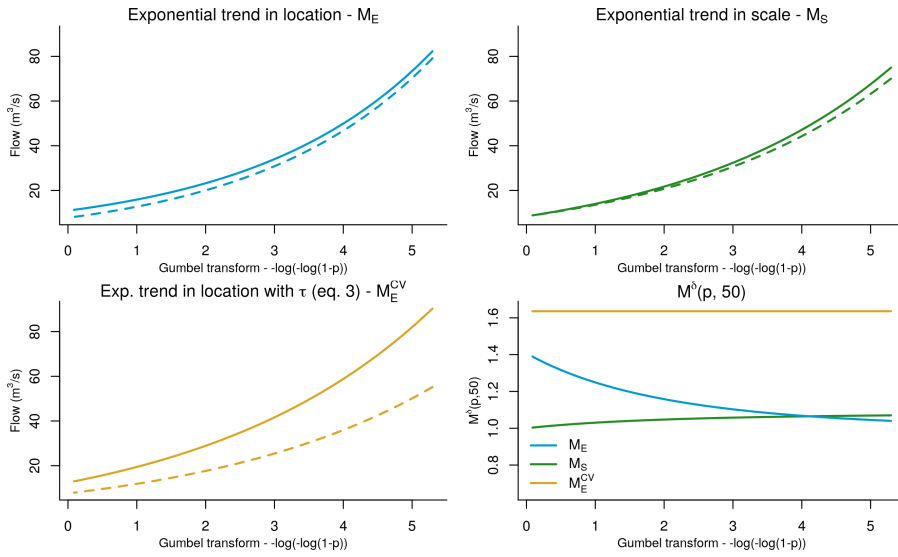 Exponential trend in location - M_E
Flow (m³/s)
80
60
40
20
0 1 2 3 4 5
Gumbel transform - -log(-log(1-p))
Exponential trend in scale - M_S
Flow (m³/s)
80
60
40
20
0 1 2 3 4 5
Gumbel transform - -log(-log(1-p))
Exp. trend in location with τ (eq. 3) - M_E^CV
Flow (m³/s)
80
60
40
20
0 1 2 3 4 5
Gumbel transform - -log(-log(1-p))
M^δ(p, 50)
M^δ(p,50)
1.6
1.4
1.2
1.0
0.8
M_E
M_S
M_E^CV
0 1 2 3 4 5
Gumbel transform - -log(-log(1-p))